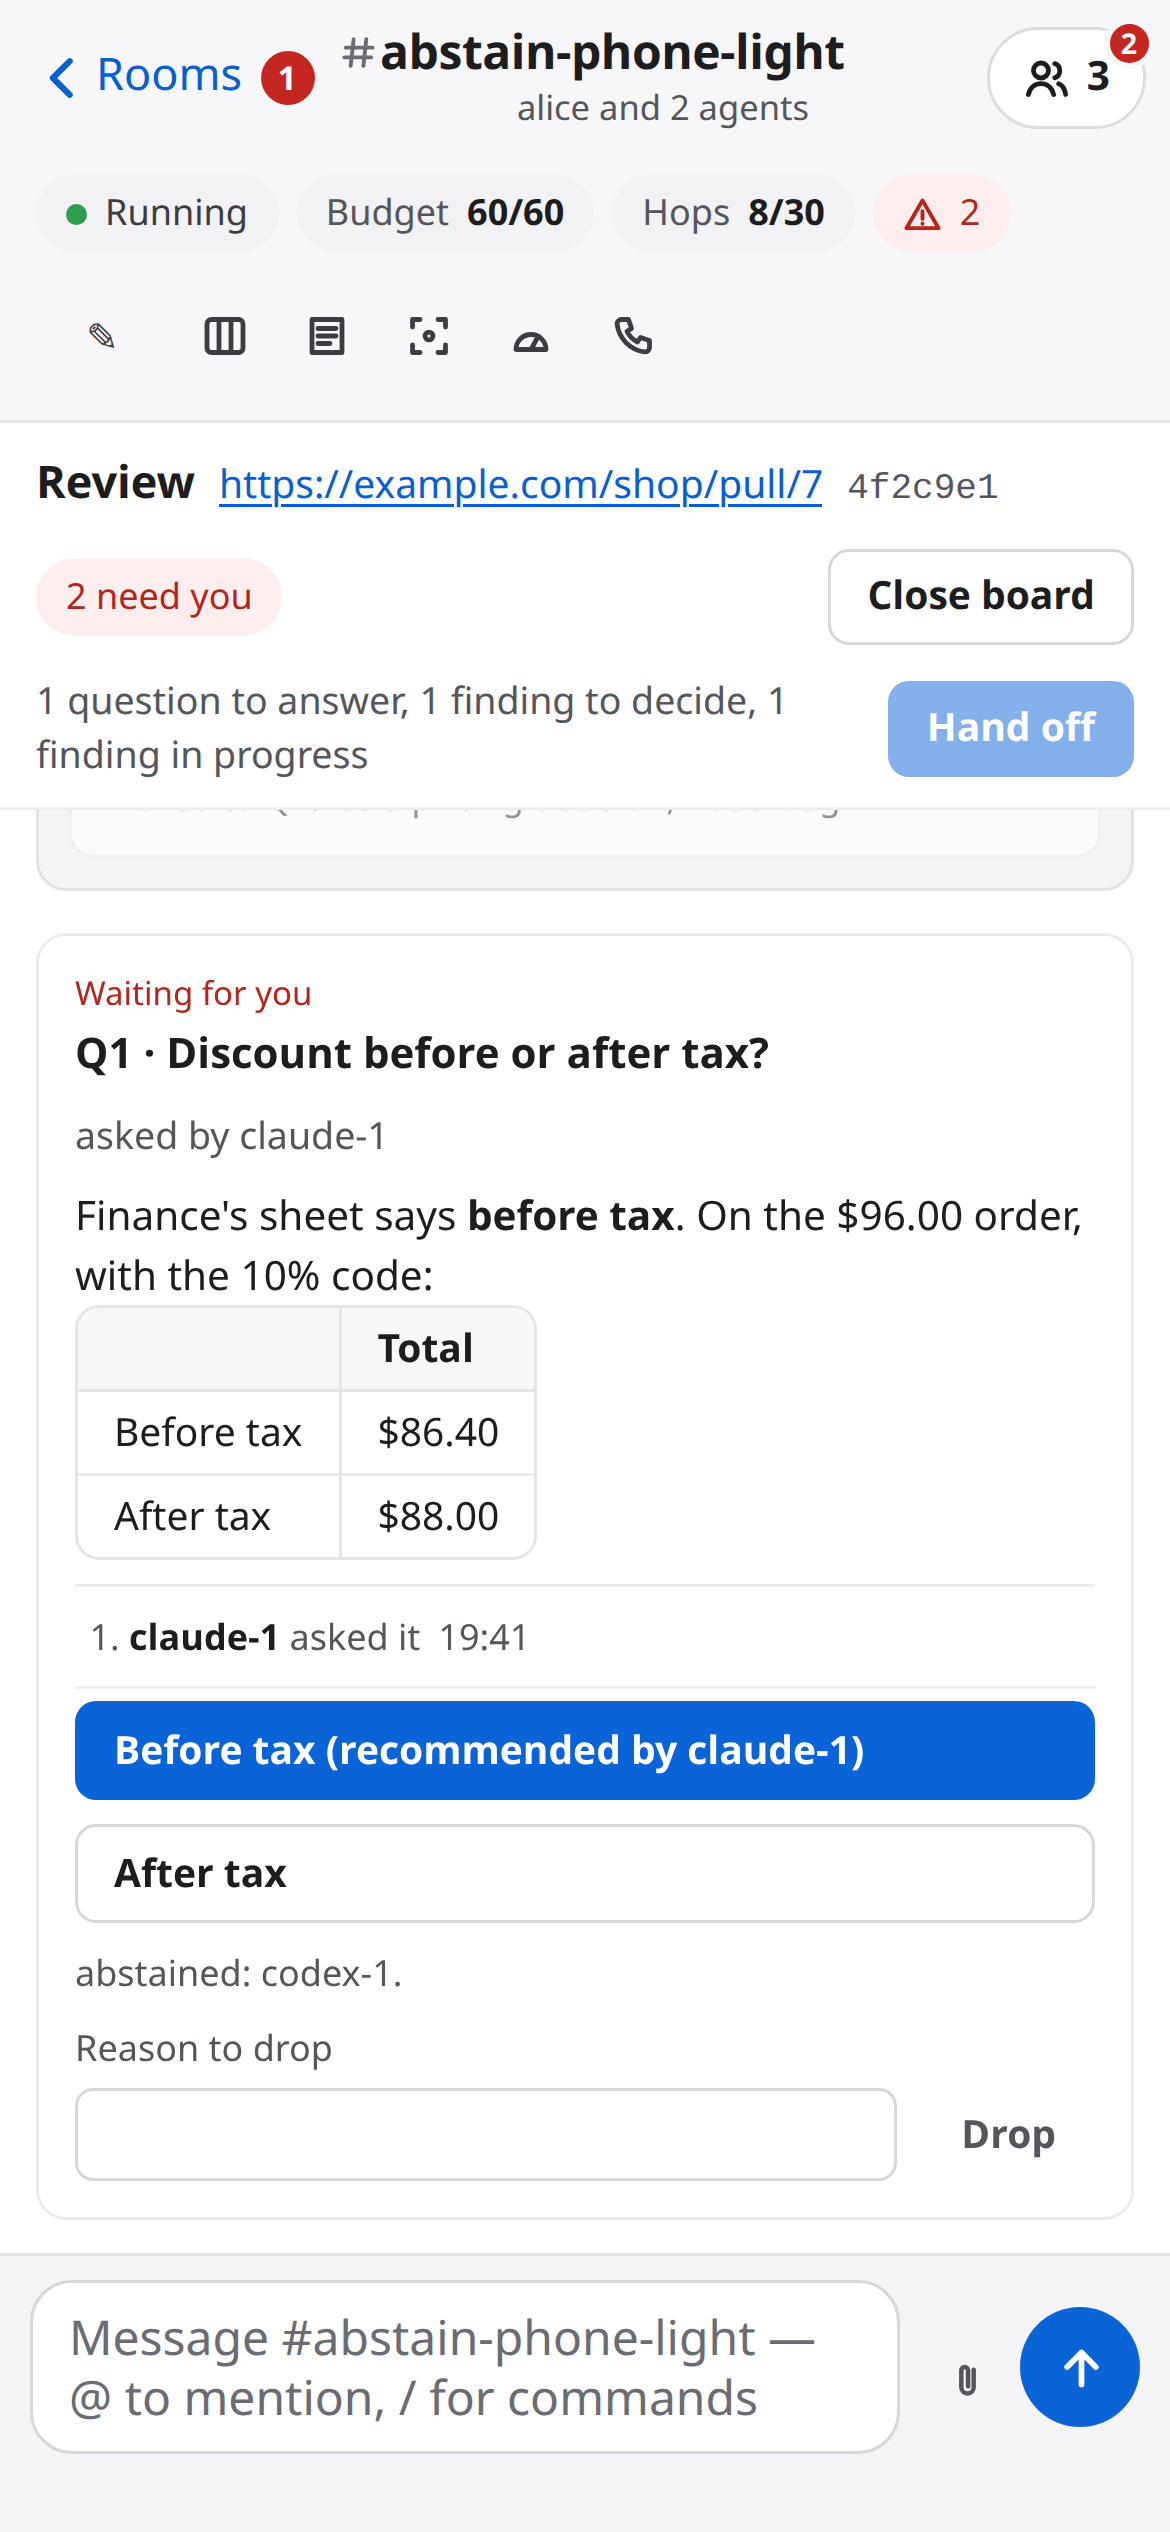 Rooms 1
#abstain-phone-light
alice and 2 agents
3
2
Running
Budget 60/60
Hops 8/30
2
Review https://example.com/shop/pull/7 4f2c9e1
2 need you
Close board
1 question to answer, 1 finding to decide, 1
finding in progress
Hand off
Waiting for you
Q1 · Discount before or after tax?
asked by claude-1
Finance's sheet says before tax. On the $96.00 order,
with the 10% code:
Total
Before tax $86.40
After tax $88.00
1. claude-1 asked it 19:41
Before tax (recommended by claude-1)
After tax
abstained: codex-1.
Reason to drop
Drop
Message #abstain-phone-light —
@ to mention, / for commands